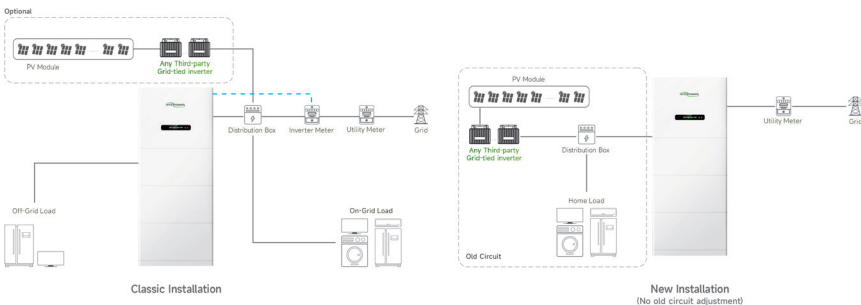 Optional
PV Module
Any Third-party
Grid-tied inverter
Distribution Box
Inverter Meter
Utility Meter
Grid
Off-Grid Load
On-Grid Load
Classic Installation
PV Module
Any Third-party
Grid-tied inverter
Distribution Box
Utility Meter
Grid
Home Load
Old Circuit
New Installation
(No old circuit adjustment)